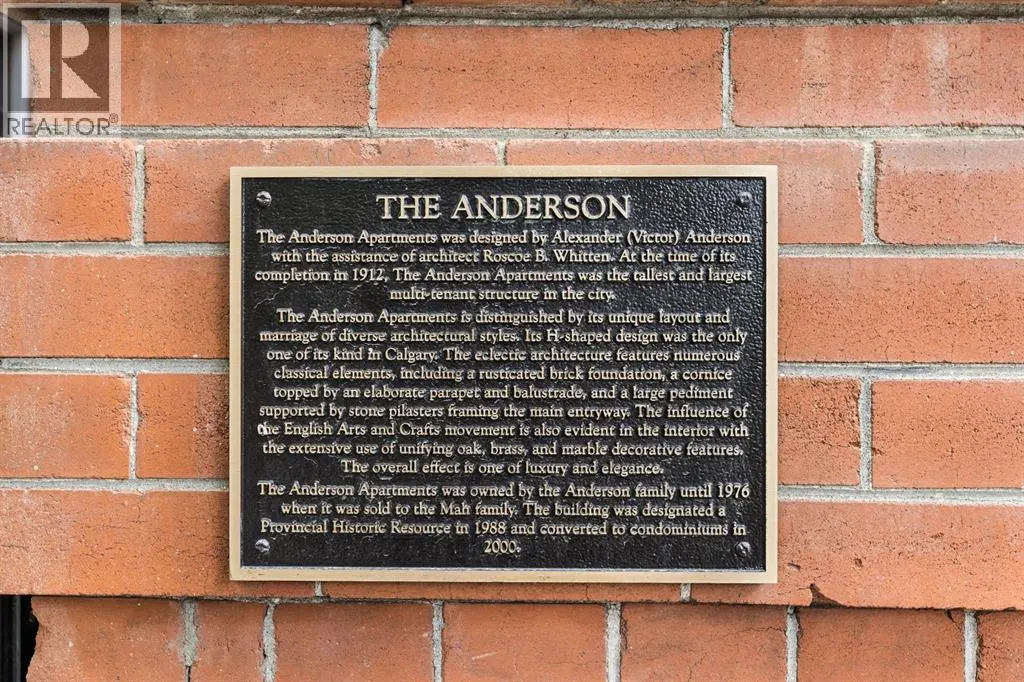 R
REALTOR®
THE ANDERSON
The Anderson Apartments was designed by Alexander (Victor) Anderson
with the assistance of architect Roscoe B. Whitten. At the time of its
completion in 1912, The Anderson Apartments was the tallest and largest
multi-tenant structure in the city.
The Anderson Apartments is distinguished by its unique layout and
marriage of diverse architectural styles. Its H-shaped design was the only
one of its kind in Calgary. The eclectic architecture features numerous
classical elements, including a rusticated brick foundation, a cornice
topped by an elaborate parapet and balustrade, and a large pediment
supported by stone pilasters framing the main entryway. The influence of
the English Arts and Crafts movement is also evident in the interior with
the extensive use of unifying oak, brass, and marble decorative features.
The overall effect is one of luxury and elegance.
The Anderson Apartments was owned by the Anderson family until 1976
when it was sold to the Mah family. The building was designated a
Provincial Historic Resource in 1988 and converted to condominiums in
2000.